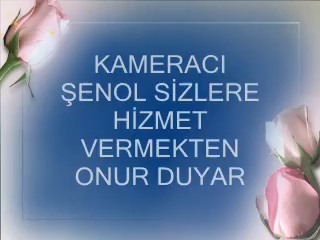 KAMERACI
ŞENOL SİZLERE
HİZMET
VERMEKTEN
ONUR DUYAR